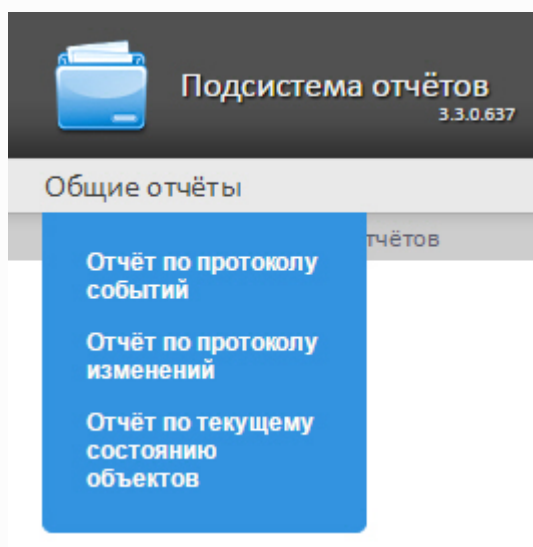 Подсистема отчётов
3.3.0.637
Общие отчёты
тчётов
Отчёт по протоколу
событий
Отчёт по протоколу
изменений
Отчёт по текущему
состоянию
объектов